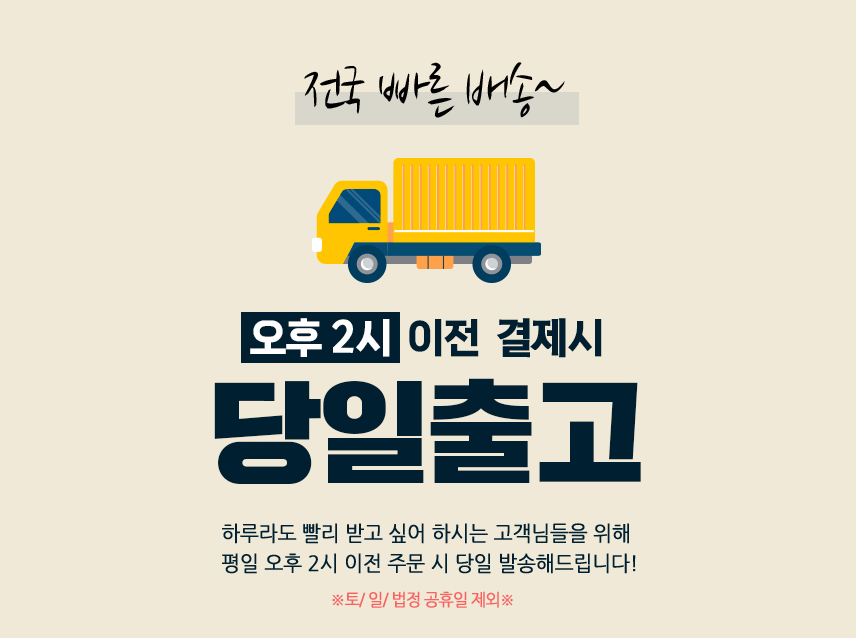 전국 빠른 배송~
오후 2시 이전 결제시
당일출고
하루라도 빨리 받고 싶어 하시는 고객님들을 위해
평일 오후 2시 이전 주문 시 당일 발송해드립니다!
※토/ 일/ 법정 공휴일 제외※